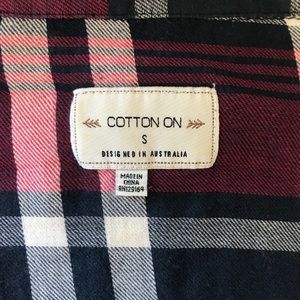 COTTON ON
S
DESIGNED IN AUSTRALIA
MADE IN
CHINA
RN129164